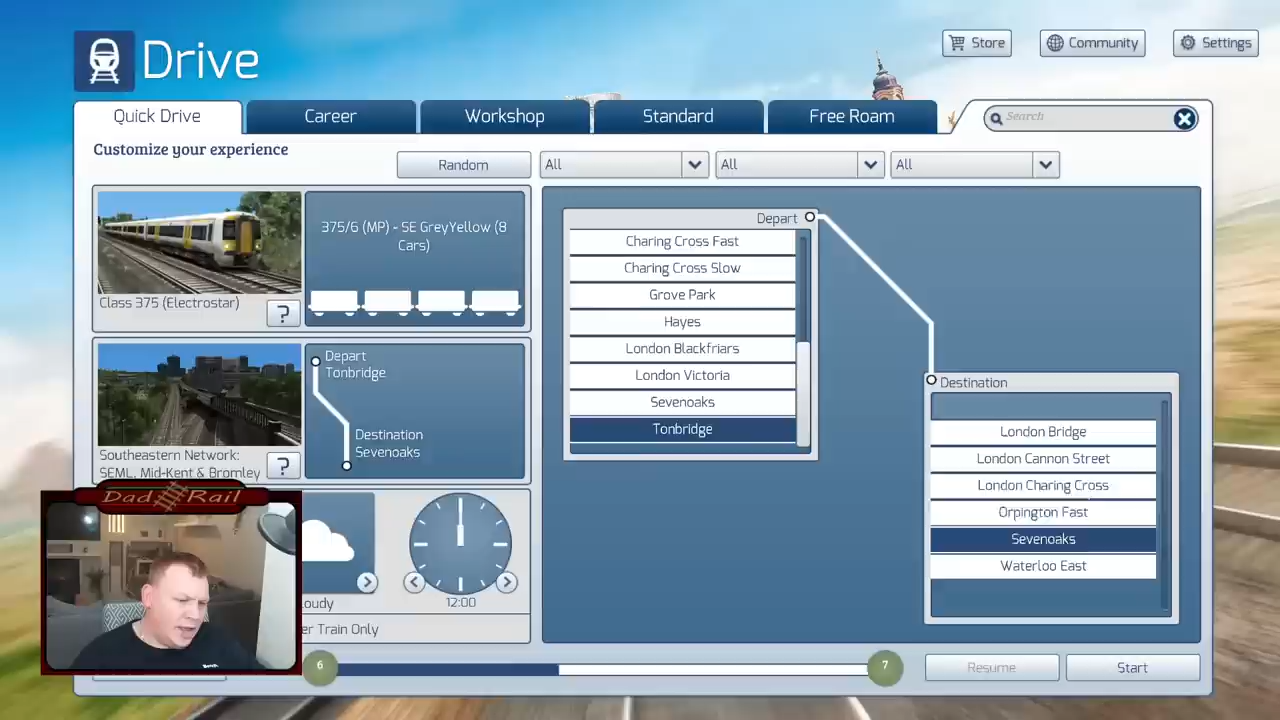 Drive
Store
Community
Settings
Quick Drive
Career
Workshop
Standard
Free Roam
Search
Customize your experience
Random
All
All
All
375/6 (MP) - SE GreyYellow (8
Cars)
Class 375 (Electrostar)
?
Depart
Tonbridge
Destination
Sevenoaks
Southeastern Network:
SEML, Mid-Kent & Bromley
?
Dad Rail
oudy
12:00
er Train Only
Depart
Charing Cross Fast
Charing Cross Slow
Grove Park
Hayes
London Blackfriars
London Victoria
Sevenoaks
Tonbridge
Destination
London Bridge
London Cannon Street
London Charing Cross
Orpington Fast
Sevenoaks
Waterloo East
6
7
Resume
Start